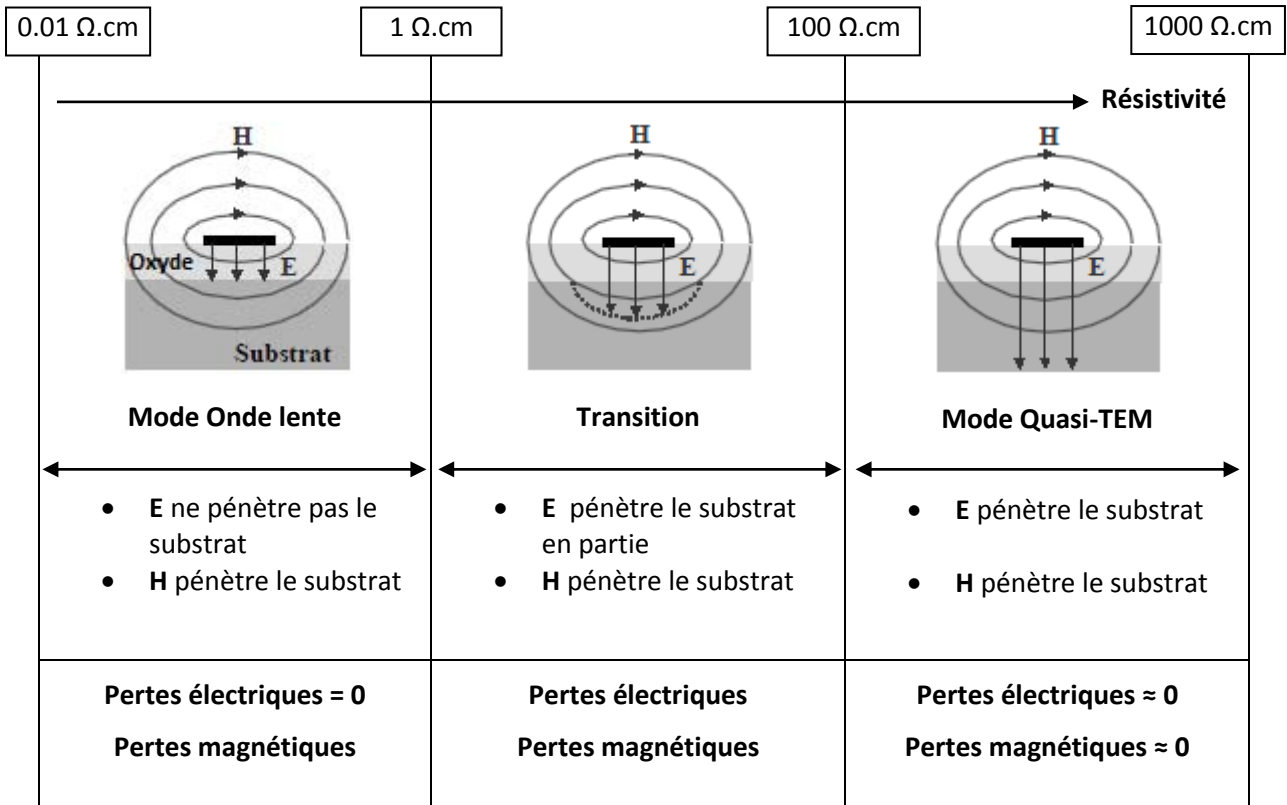 0.01 Ω.cm
1 Ω.cm
100 Ω.cm
1000 Ω.cm
Résistivité
H
Oxyde
E
Substrat
H
E
H
E
Mode Onde lente
Transition
Mode Quasi-TEM
• E ne pénètre pas le
substrat
• H pénètre le substrat
• E pénètre le substrat
en partie
• H pénètre le substrat
• E pénètre le substrat
• H pénètre le substrat
Pertes électriques = 0
Pertes magnétiques
Pertes électriques
Pertes magnétiques
Pertes électriques ≈ 0
Pertes magnétiques ≈ 0